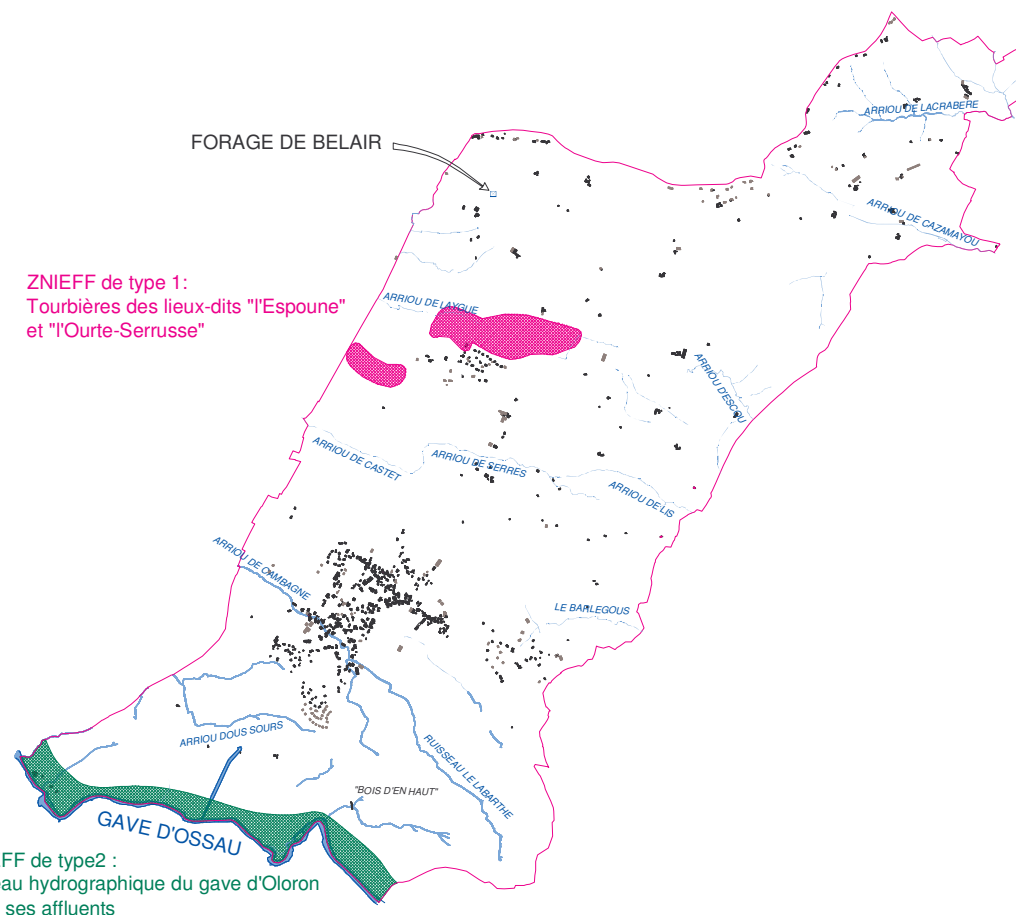 ARRIOU DE LACRABERE
FORAGE DE BELAIR
ARRIOU DE CAZAMAYOU
ZNIEFF de type 1:
Tourbières des lieux-dits "l'Espoune"
et "l'Ourte-Serrusse"
ARRIOU DE LAYGUE
ARRIOU D'ESCOU
ARRIOU DE CASTET
ARRIOU DE SERRES
ARRIOU DE LIS
ARRIOU DE CAMBAGNE
LE BARLEGOUS
ARRIOU DOUS SOURS
RUISSEAU LE LABARTHE
"BOIS D'EN HAUT"
GAVE D'OSSAU
EFF de type2 :
eau hydrographique du gave d'Oloron
ses affluents